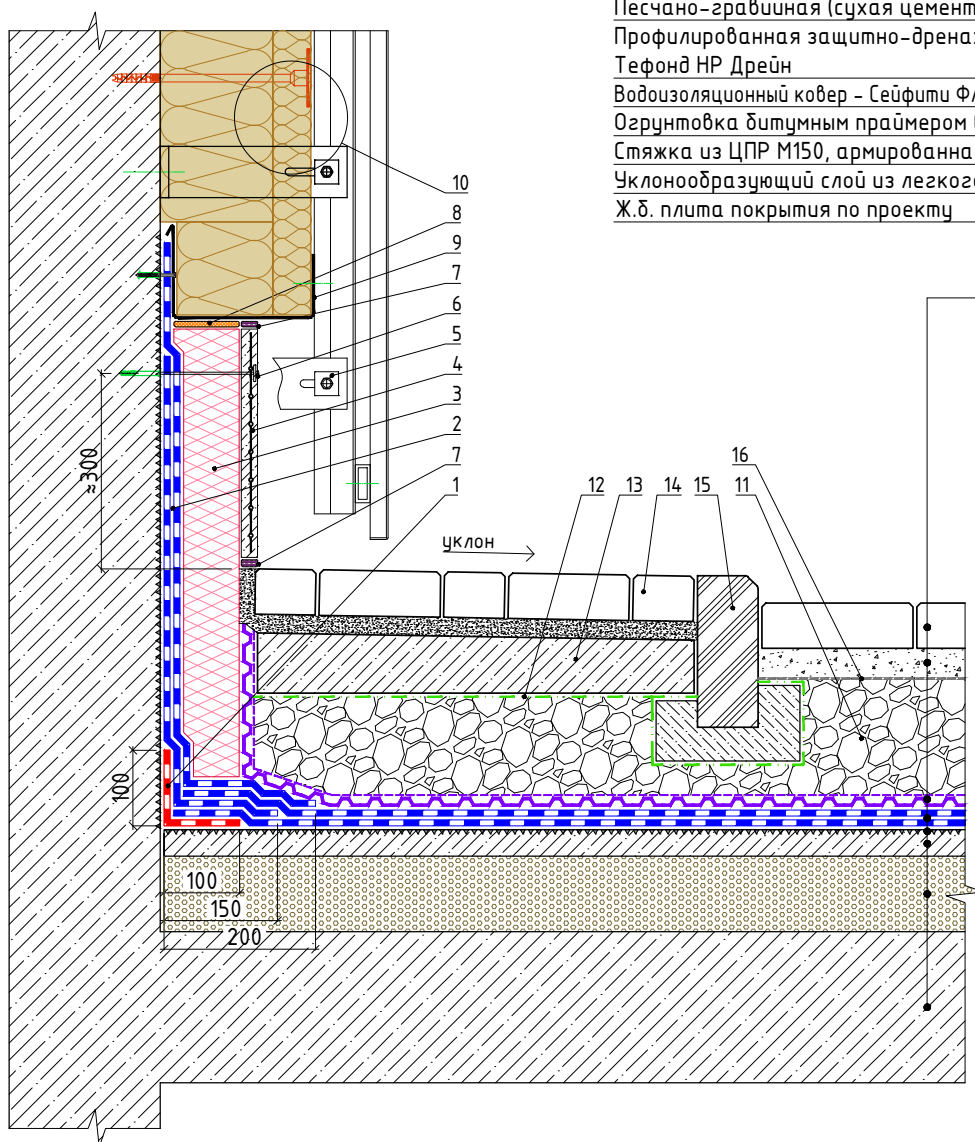 Песчано-гравийная (сухая цемент
Профилированная защитно-дрена
Тефонд НР Дрейн
Водоизоляционный ковер - Сейфити
Огрунтовка битумным праймером
Стяжка из ЦПР М150, армированна
Уклонообразующий слой из легког
Ж.б. плита покрытия по проекту
10
8
9
7
6
5
4
3
2
7
1
16
12
13
14
15
11
≈300
уклон
100
100
150
200